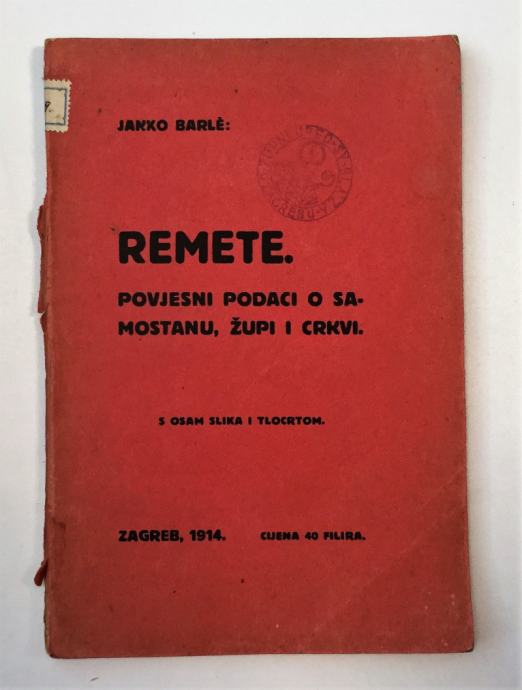 JANKO BARLÈ:
REMETE.
POVJESNI PODACI O SA-
MOSTANU, ŽUPI I CRKVI.
S OSAM SLIKA I TLOCRTOM.
ZAGREB, 1914. CIJENA 40 FILIRA.